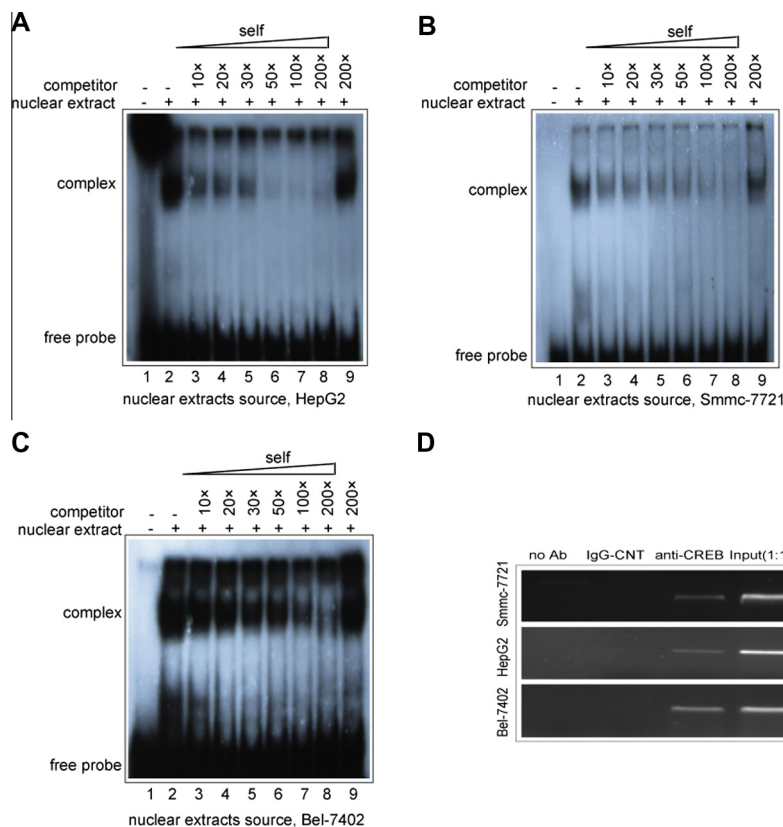 A
self
competitor - - 10× 20× 30× 50× 100× 200× 200×
nuclear extract - + + + + + + + +
complex
free probe
1 2 3 4 5 6 7 8 9
nuclear extracts source, HepG2
B
self
competitor - - 10× 20× 30× 50× 100× 200× 200×
nuclear extract - + + + + + + + +
complex
free probe
1 2 3 4 5 6 7 8 9
nuclear extracts source, Smmc-7721
C
self
competitor - - 10× 20× 30× 50× 100× 200× 200×
nuclear extract - + + + + + + + +
complex
free probe
1 2 3 4 5 6 7 8 9
nuclear extracts source, Bel-7402
D
no Ab IgG-CNT anti-CREB Input(1:1
Smmc-7721
HepG2
Bel-7402